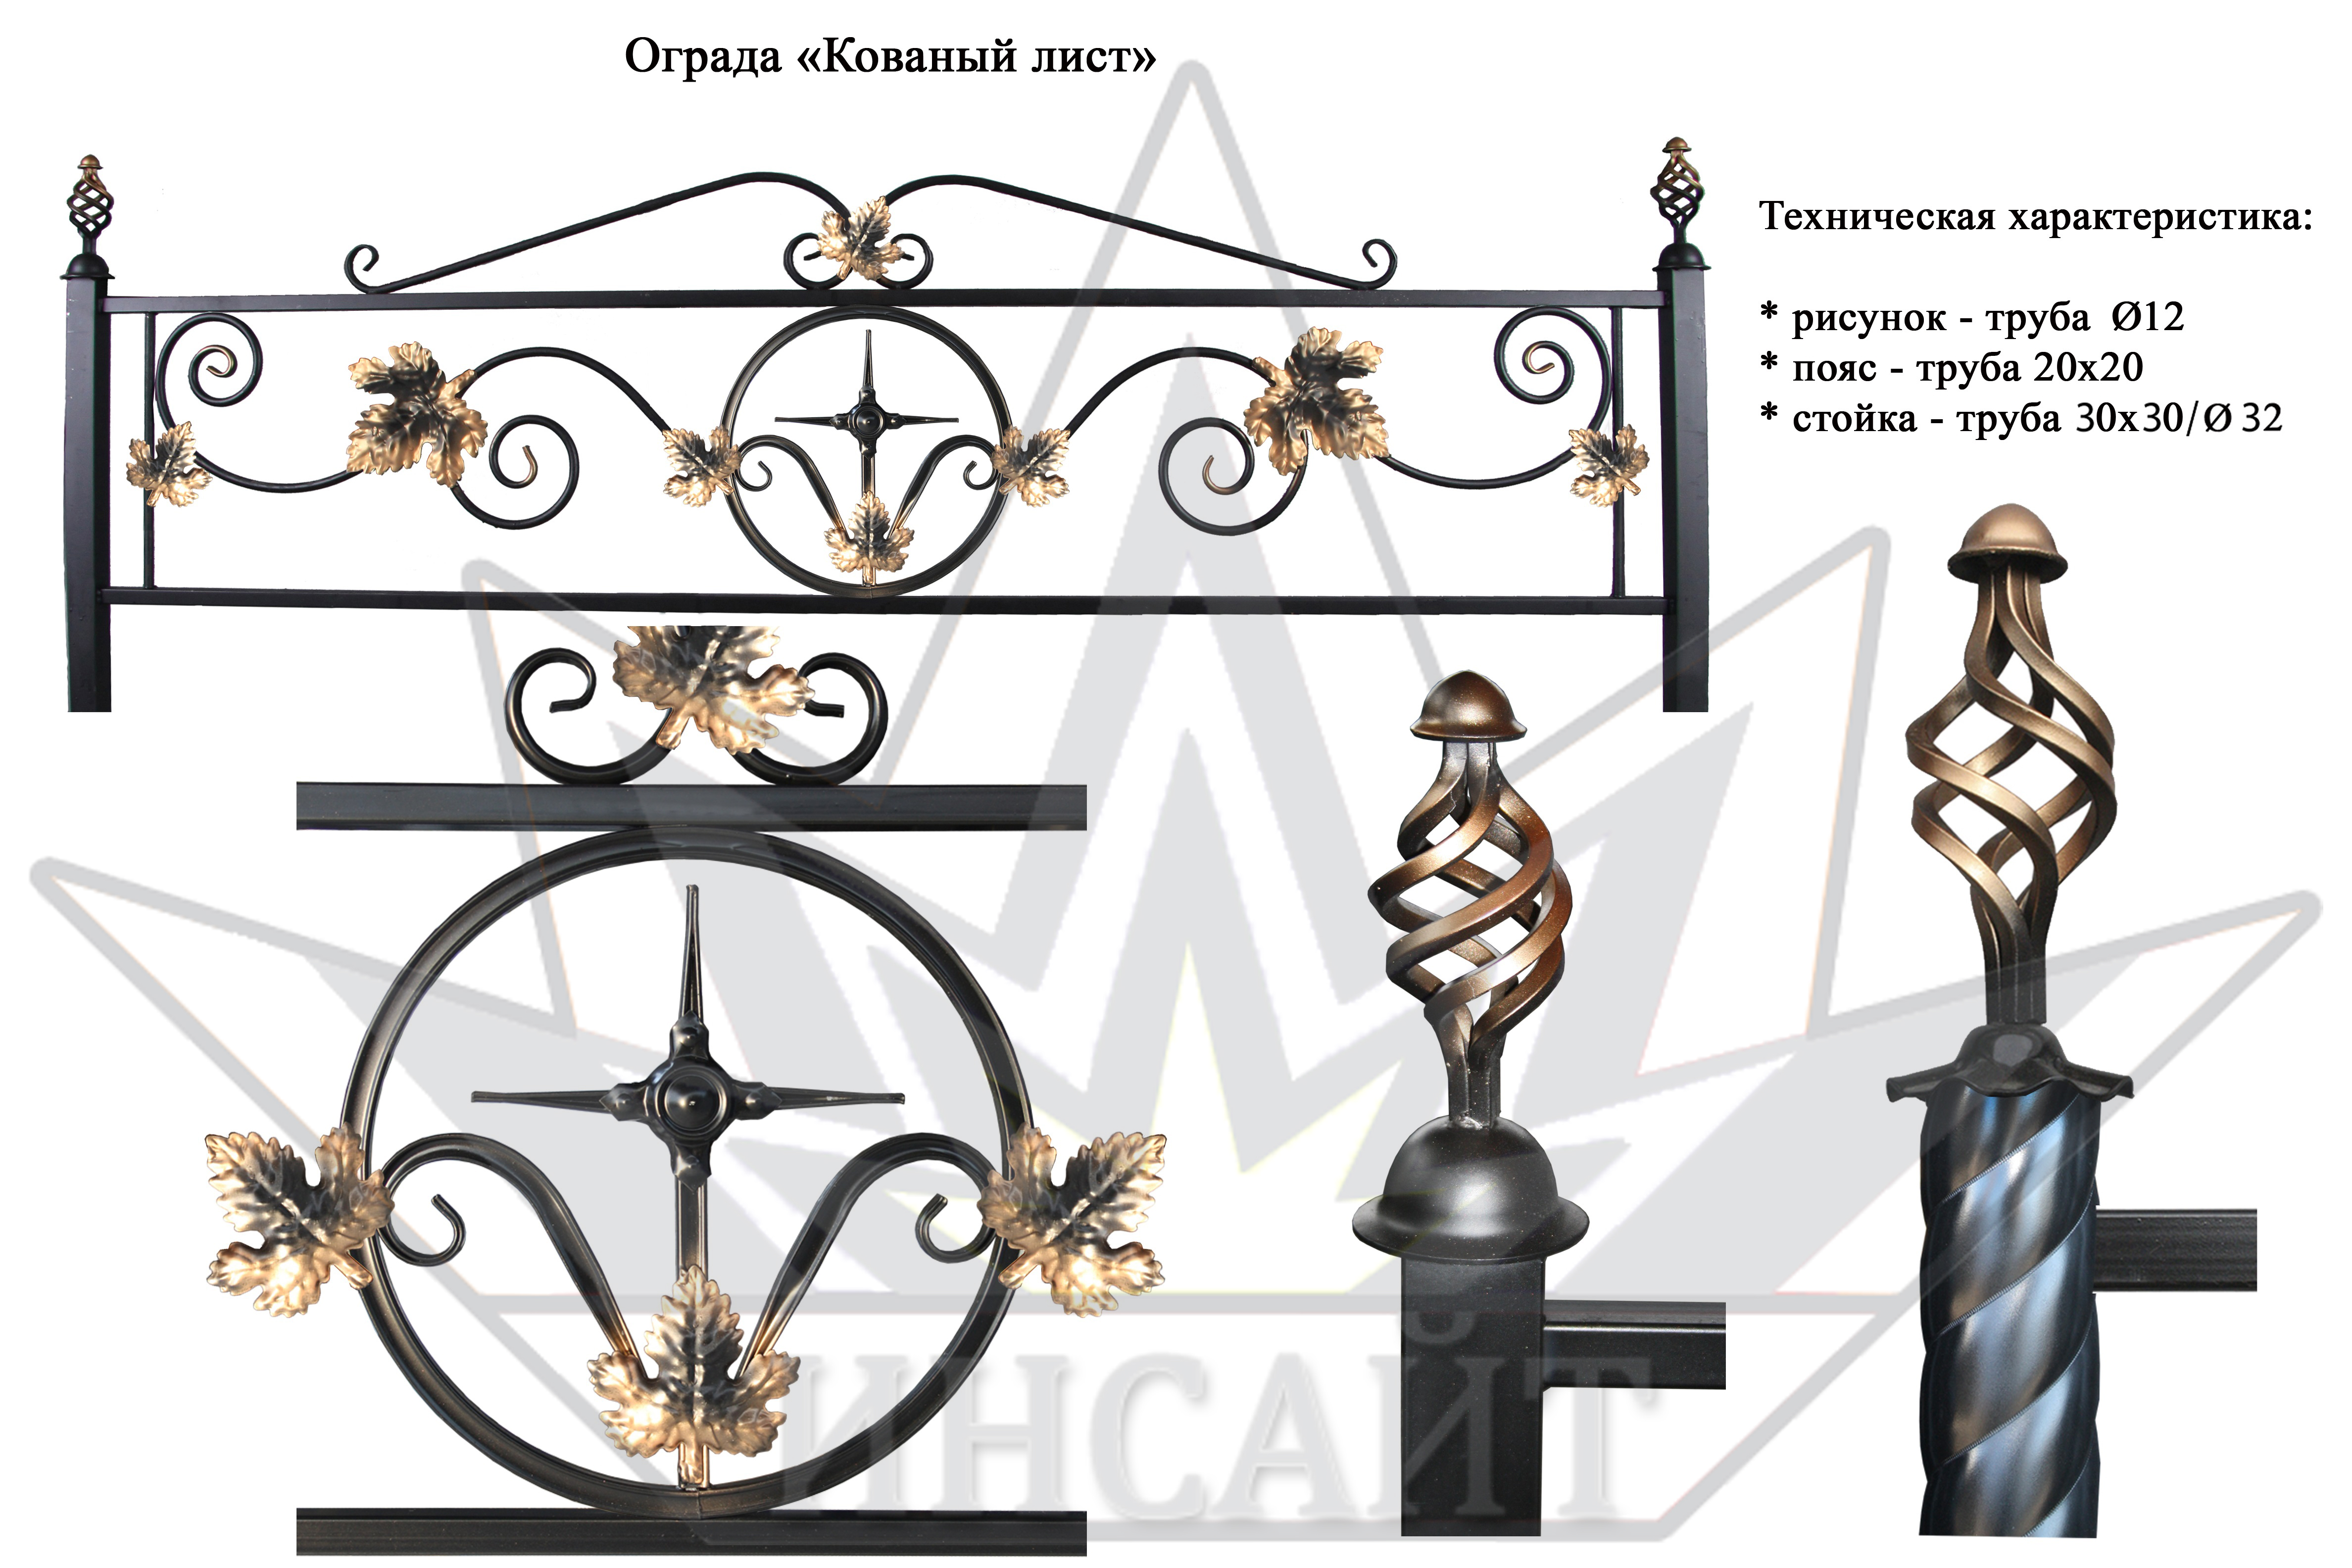 Ограда «Кованый лист»
Техническая характеристика:
* рисунок - труба Ø12
* пояс - труба 20х20
* стойка - труба 30х30/Ø 32
ИНСАЙТ